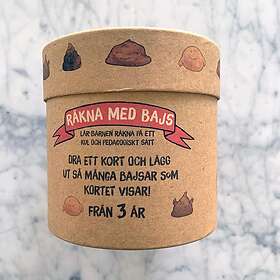 RÄKNA MED BAJS
LÄR BARNEN RÄKNA PÅ ETT
KUL OCH PEDAGOGISKT SÄTT
DRA ETT KORT OCH LÄGG
UT SÅ MÅNGA BAJSAR SOM
KORTET VISAR!
FRÅN 3 ÅR